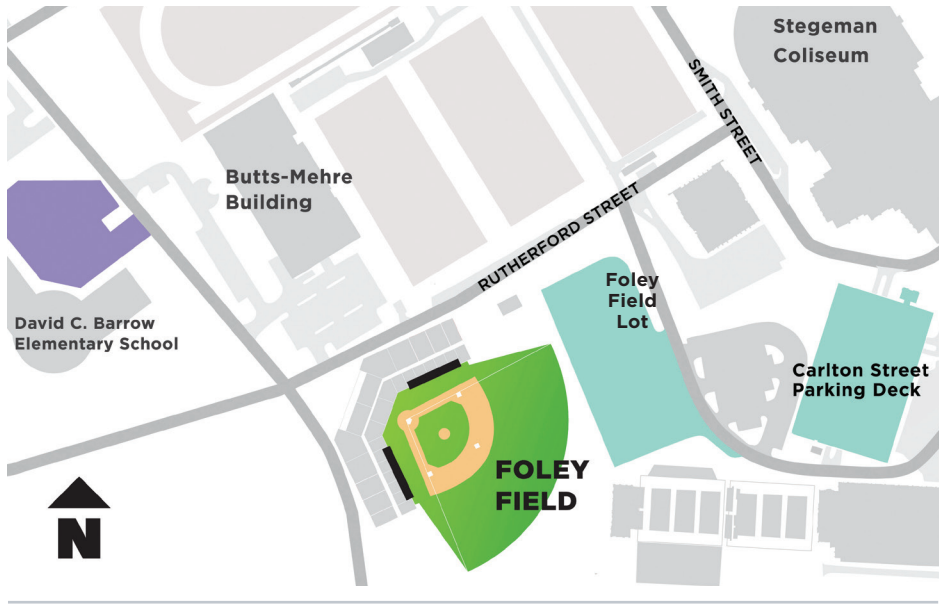 Stegeman
Coliseum
SMITH STREET
Butts-Mehre
Building
RUTHERFORD STREET
Foley
Field
Lot
David C. Barrow
Elementary School
Carlton Street
Parking Deck
FOLEY
FIELD
N